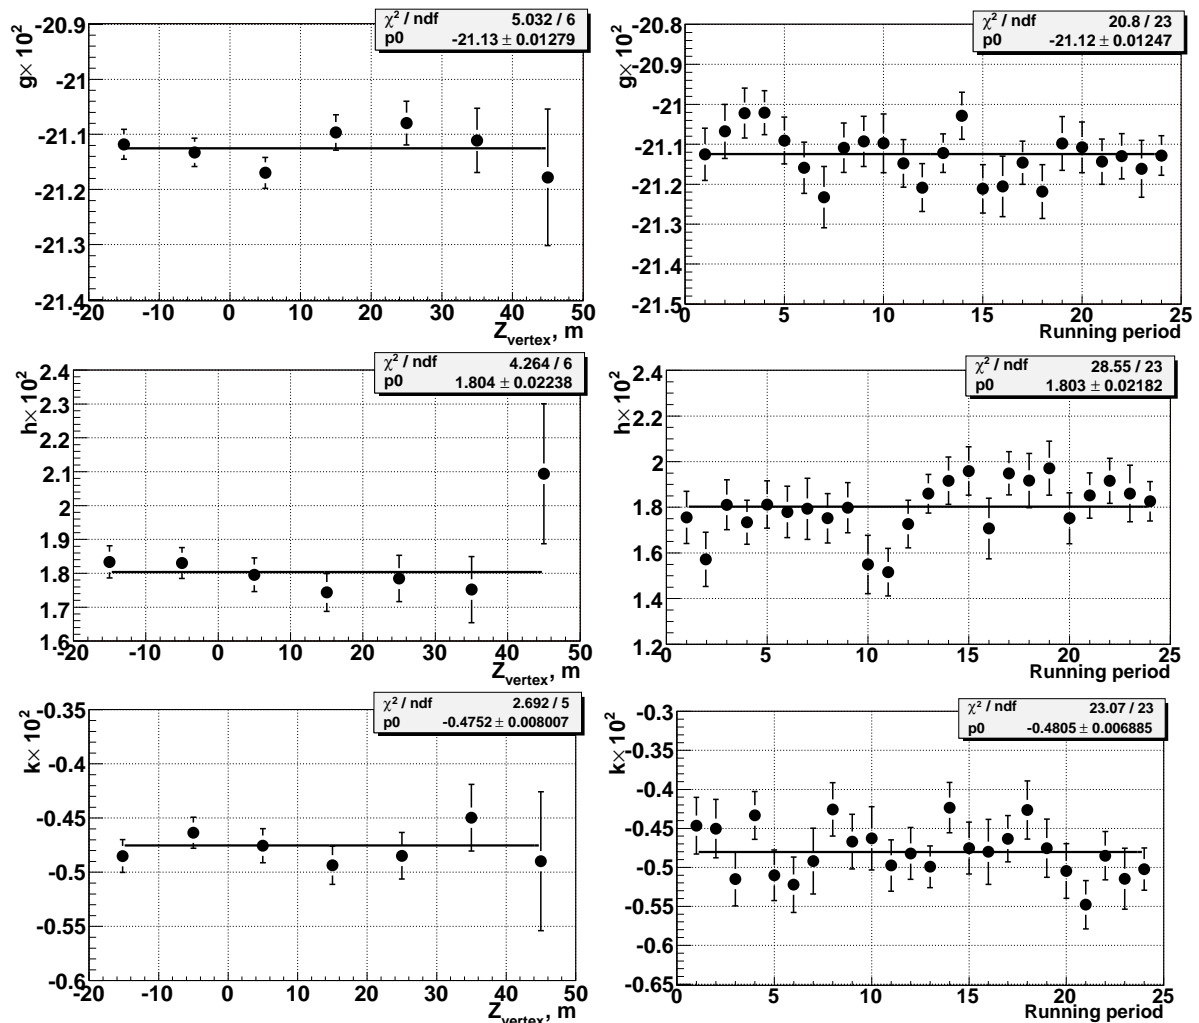 -20.9
-21
-21.1
-21.2
-21.3
-21.4
g× 10²
χ² / ndf 5.032 / 6
p0 -21.13 ± 0.01279
-20 -10 0 10 20 30 40 50
Z_vertex, m
-20.8
-20.9
-21
-21.1
-21.2
-21.3
-21.4
-21.5
g× 10²
χ² / ndf 20.8 / 23
p0 -21.12 ± 0.01247
0 5 10 15 20 25
Running period
2.4
2.3
2.2
2.1
2
1.9
1.8
1.7
1.6
h× 10²
χ² / ndf 4.264 / 6
p0 1.804 ± 0.02238
-20 -10 0 10 20 30 40 50
Z_vertex, m
2.4
2.2
2
1.8
1.6
1.4
1.2
h× 10²
χ² / ndf 28.55 / 23
p0 1.803 ± 0.02182
0 5 10 15 20 25
Running period
-0.35
-0.4
-0.45
-0.5
-0.55
-0.6
k× 10²
χ² / ndf 2.692 / 5
p0 -0.4752 ± 0.008007
-20 -10 0 10 20 30 40 50
Z_vertex, m
-0.3
-0.35
-0.4
-0.45
-0.5
-0.55
-0.6
-0.65
k× 10²
χ² / ndf 23.07 / 23
p0 -0.4805 ± 0.006885
0 5 10 15 20 25
Running period